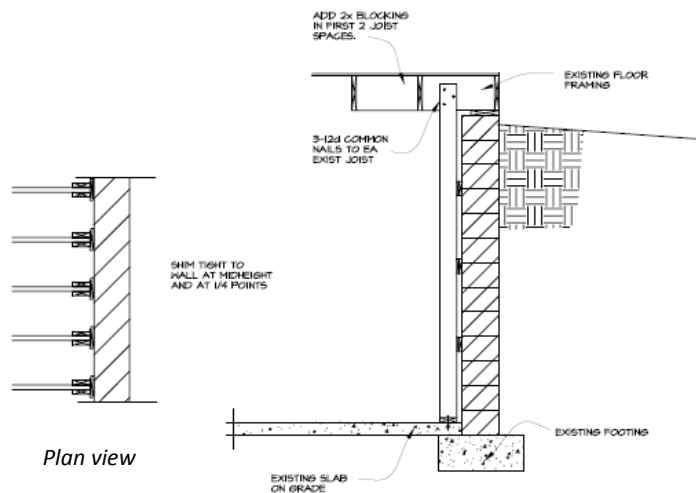 ADD 2x BLOCKING
IN FIRST 2 JOIST
SPACES.
EXISTING FLOOR
FRAMING
3-12d COMMON
NAILS TO EA
EXIST JOIST
SHIM TIGHT TO
WALL AT MIDHEIGHT
AND AT 1/4 POINTS
Plan view
EXISTING FOOTING
EXISTING SLAB
ON GRADE